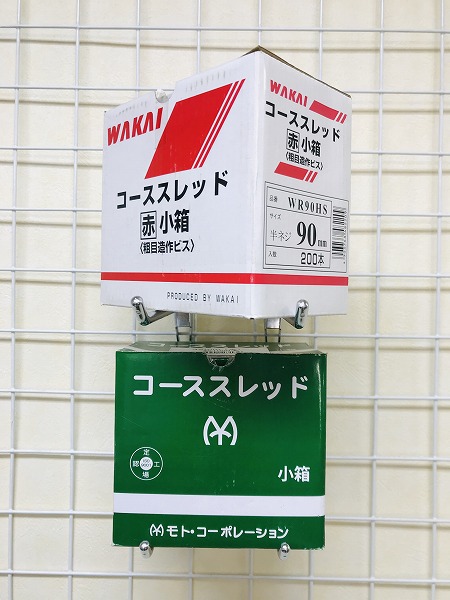 WAKAI
コーススレッド
赤 小箱
〈粗目造作ビス〉
PRODUCED BY WAKAI
WAKAI
コーススレッド
赤 小箱
〈粗目造作ビス〉
品番 WR90HS
サイズ
半ネジ 90mm
入数 200本
コーススレッド
小箱
モト・コーポレーション